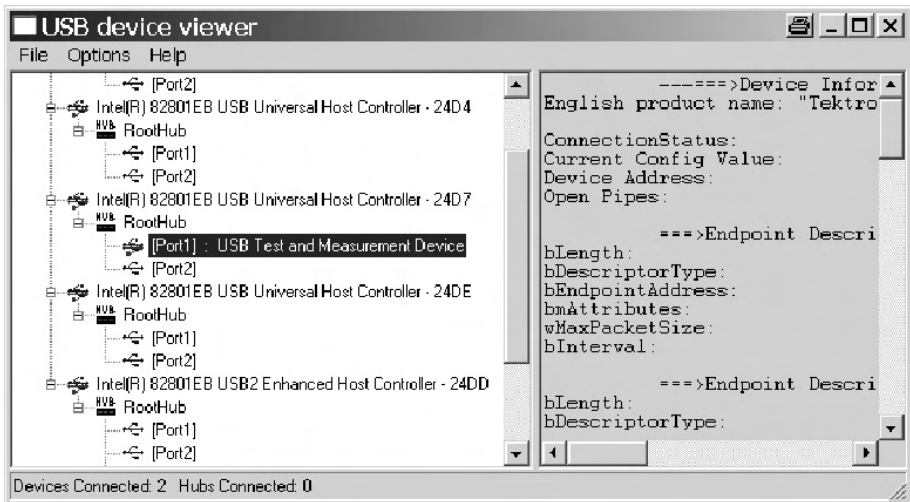 USB device viewer
File Options Help
[Port2]
Intel(R) 82801EB USB Universal Host Controller - 24D4
HUB RootHub
[Port1]
[Port2]
Intel(R) 82801EB USB Universal Host Controller - 24D7
HUB RootHub
[Port1] : USB Test and Measurement Device
[Port2]
Intel(R) 82801EB USB Universal Host Controller - 24DE
HUB RootHub
[Port1]
[Port2]
Intel(R) 82801EB USB2 Enhanced Host Controller - 24DD
HUB RootHub
[Port1]
[Port2]
---===>Device Infor
English product name: "Tektro
ConnectionStatus:
Current Config Value:
Device Address:
Open Pipes:
===>Endpoint Descri
bLength:
bDescriptorType:
bEndpointAddress:
bmAttributes:
wMaxPacketSize:
bInterval:
===>Endpoint Descri
bLength:
bDescriptorType:
Devices Connected: 2 Hubs Connected: 0